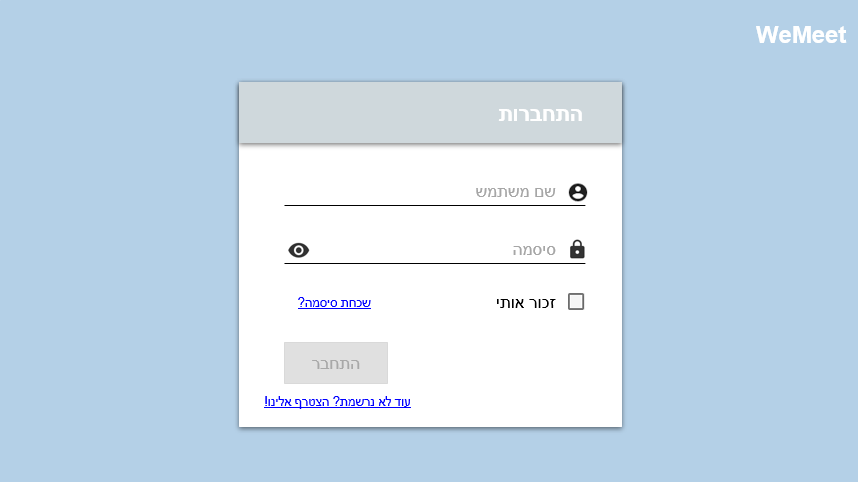 WeMeet
התחברות
שם משתמש
סיסמה
זכור אותי
שכחת סיסמה?
התחבר
עוד לא נרשמת? הצטרף אלינו!